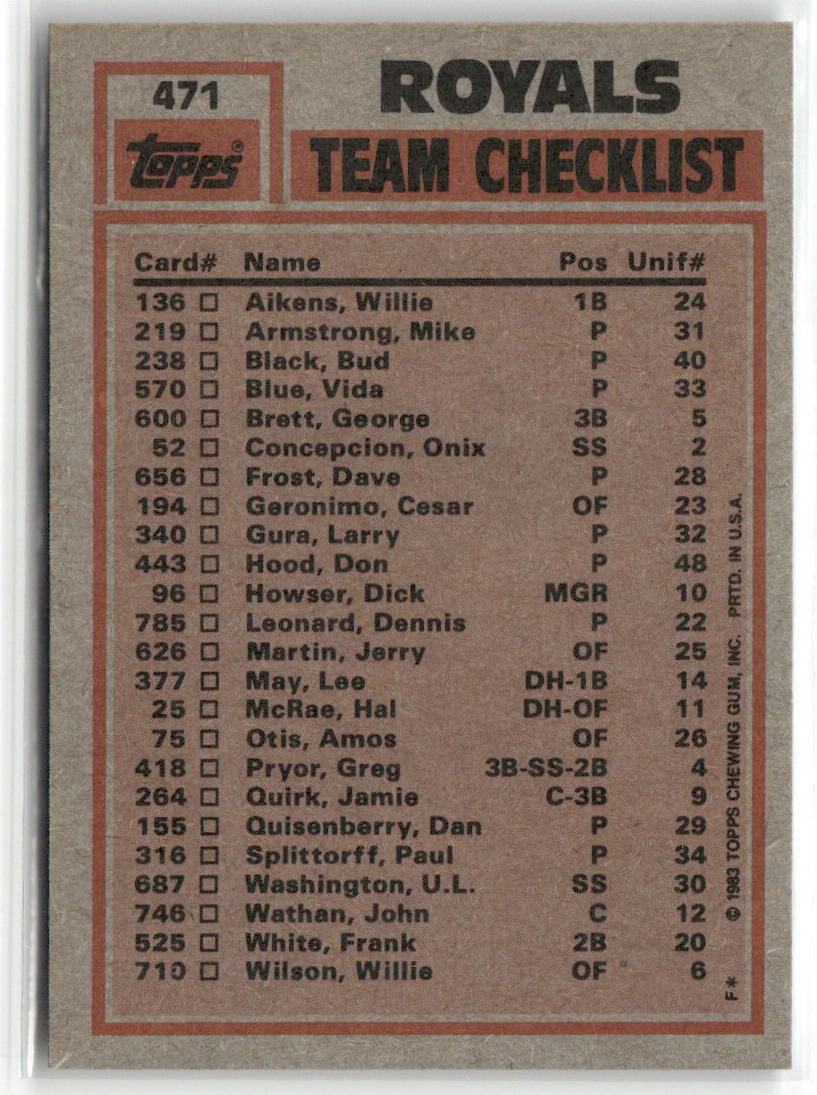 471
Topps®
ROYALS
TEAM CHECKLIST
Card# Name Pos Unif#
136 □ Aikens, Willie 1B 24
219 □ Armstrong, Mike P 31
238 □ Black, Bud P 40
570 □ Blue, Vida P 33
600 □ Brett, George 3B 5
52 □ Concepcion, Onix SS 2
656 □ Frost, Dave P 28
194 □ Geronimo, Cesar OF 23
340 □ Gura, Larry P 32
443 □ Hood, Don P 48
96 □ Howser, Dick MGR 10
785 □ Leonard, Dennis P 22
626 □ Martin, Jerry OF 25
377 □ May, Lee DH-1B 14
25 □ McRae, Hal DH-OF 11
75 □ Otis, Amos OF 26
418 □ Pryor, Greg 3B-SS-2B 4
264 □ Quirk, Jamie C-3B 9
155 □ Quisenberry, Dan P 29
316 □ Splittorff, Paul P 34
687 □ Washington, U.L. SS 30
746 □ Wathan, John C 12
525 □ White, Frank 2B 20
710 □ Wilson, Willie OF 6
F* © 1983 TOPPS CHEWING GUM, INC. PRTD. IN U.S.A.